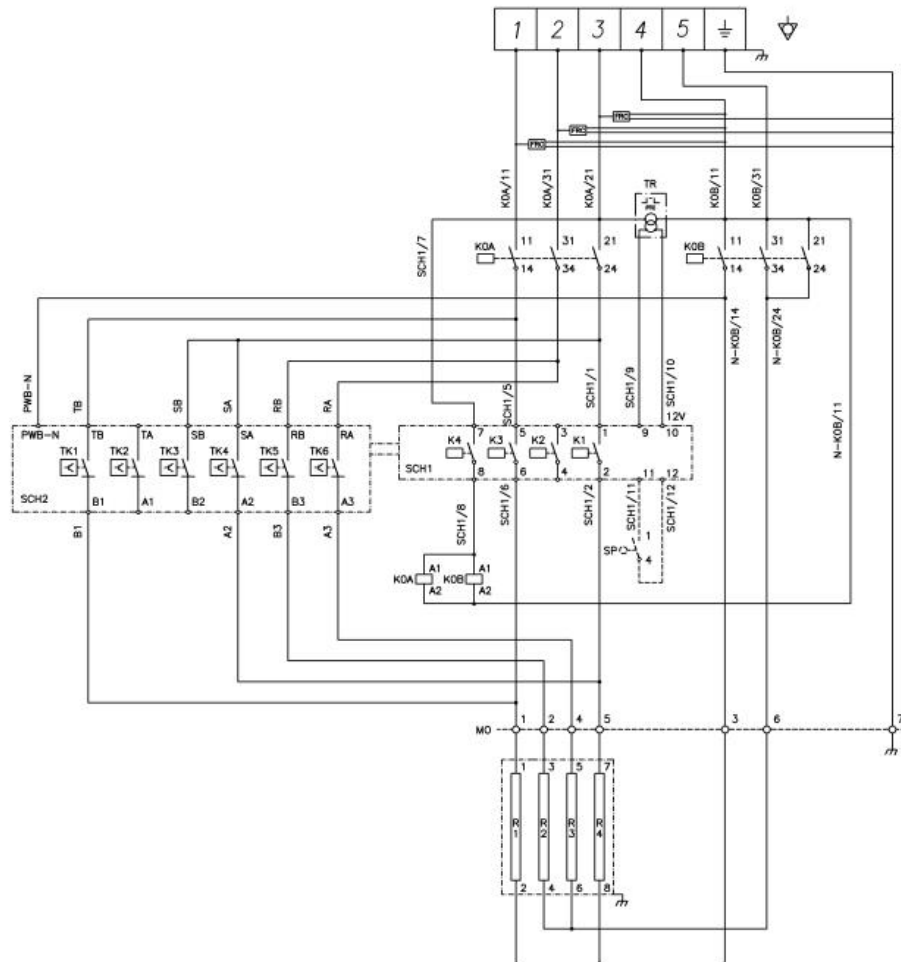 1 2 3 4 5
FRC
FRC
FRC
K0A/11 K0A/31 K0A/21 TR K0B/11 K0B/31
SCH1/7
K0A 11 31 21 K0B 11 31 21
14 34 24 14 34 24
N-K0B/14 N-K0B/24
PWB-N TB SB SA RB RA SCH1/5 SCH1/1 SCH1/9 SCH1/10 N-K0B/11
12V
PWB-N TB TA SB SA RB RA 7 5 3 1 9 10
TK1 TK2 TK3 TK4 TK5 TK6 K4 K3 K2 K1
SCH2 B1 A1 B2 A2 B3 A3 SCH1 8 6 4 2 11 12
B1 A2 B3 A3 SCH1/8 SCH1/6 SCH1/2 SCH1/11 SCH1/12
SP 1
4
K0A A1 K0B A1
A2 A2
M0 1 2 4 5 3 6 7
1 3 5 7
R1 R2 R3 R4
2 4 6 8